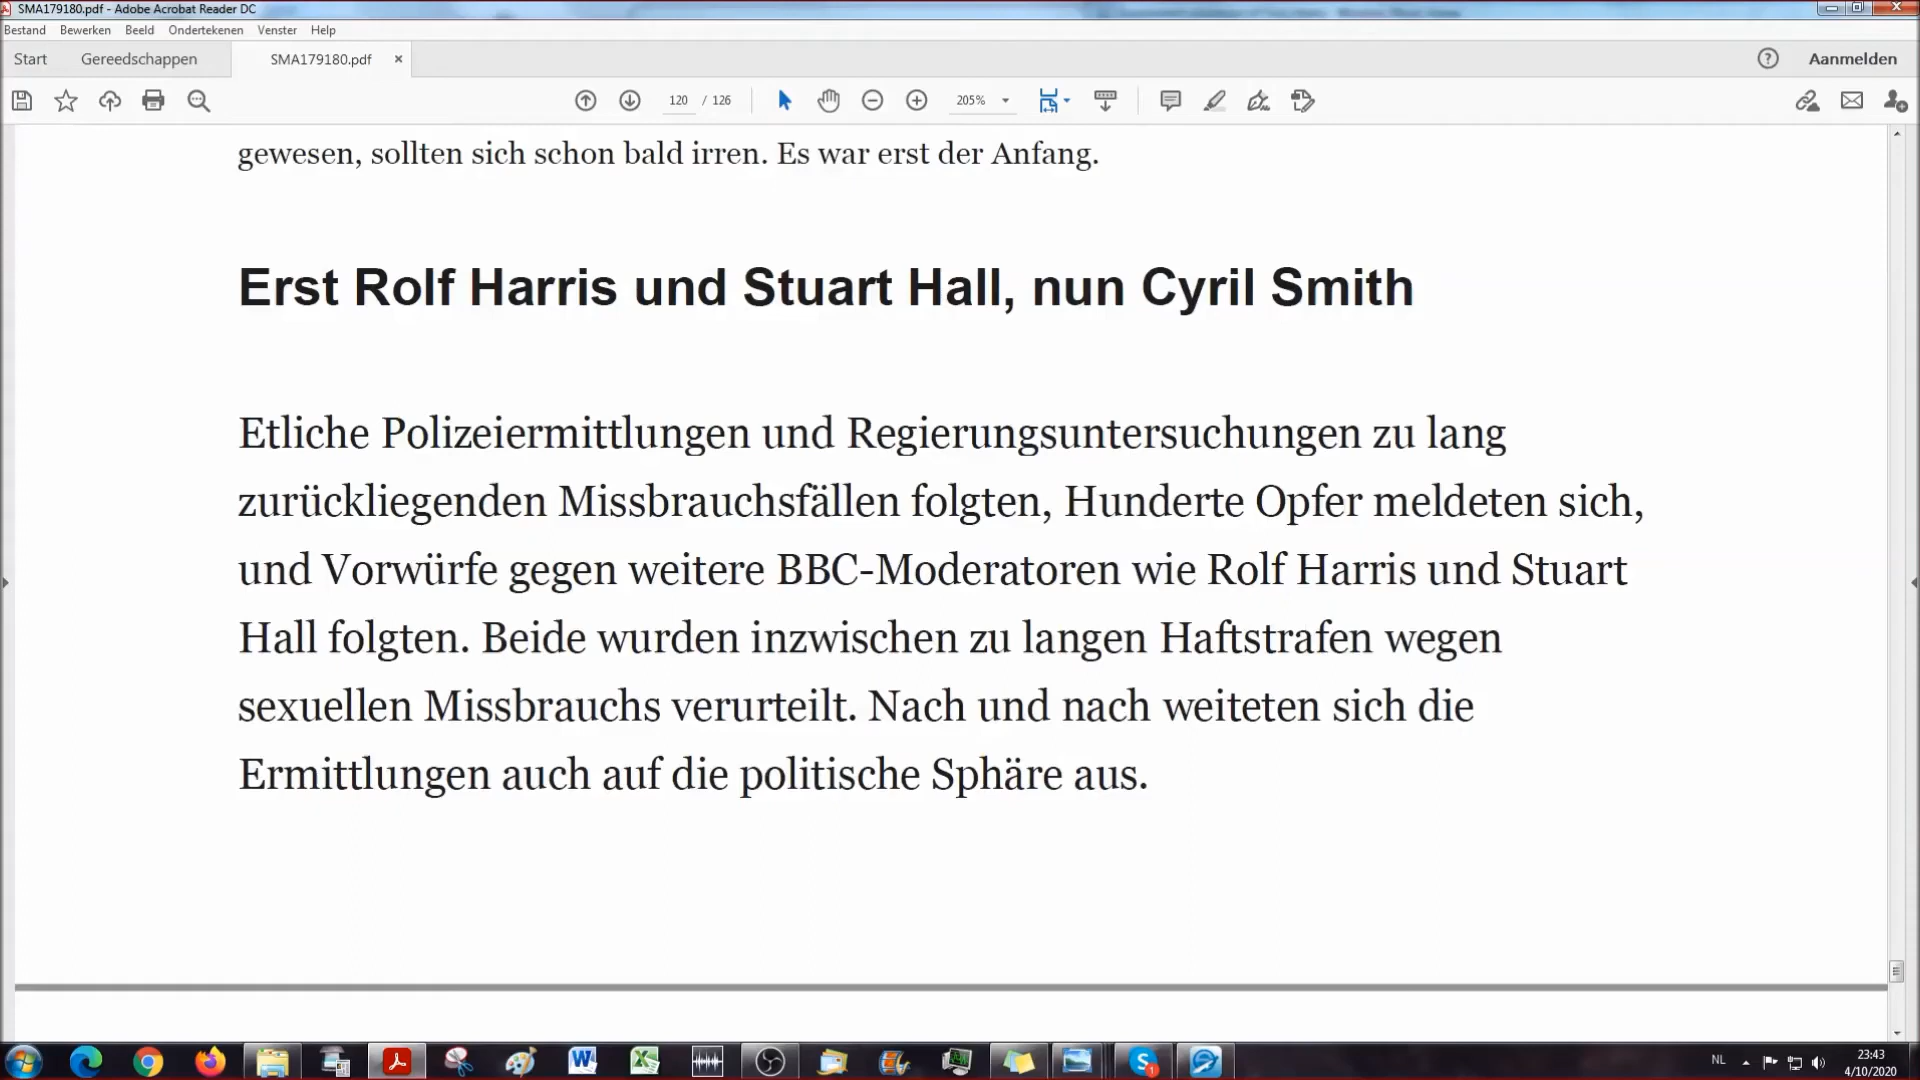 SMA179180.pdf - Adobe Acrobat Reader DC
Bestand Bewerken Beeld Ondertekenen Venster Help
Start Gereedschappen SMA179180.pdf × Aanmelden
120 / 126 205%
gewesen, sollten sich schon bald irren. Es war erst der Anfang.
Erst Rolf Harris und Stuart Hall, nun Cyril Smith
Etliche Polizeiermittlungen und Regierungsuntersuchungen zu lang
zurückliegenden Missbrauchsfällen folgten, Hunderte Opfer meldeten sich,
und Vorwürfe gegen weitere BBC-Moderatoren wie Rolf Harris und Stuart
Hall folgten. Beide wurden inzwischen zu langen Haftstrafen wegen
sexuellen Missbrauchs verurteilt. Nach und nach weiteten sich die
Ermittlungen auch auf die politische Sphäre aus.
NL 23:43
4/10/2020